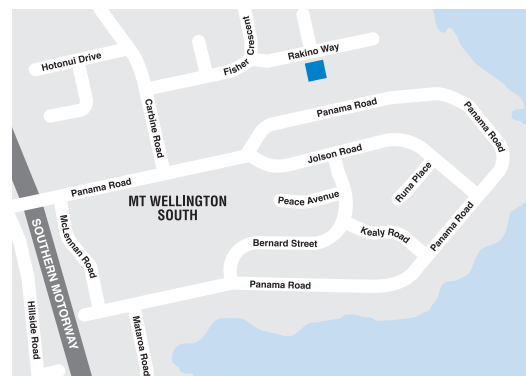 Hotonui Drive
Fisher Crescent
Rakino Way
Carbine Road
Panama Road
Panama Road
Jolson Road
Panama Road
MT WELLINGTON
SOUTH
Peace Avenue
Runa Place
McLennan Road
SOUTHERN MOTORWAY
Bernard Street
Kealy Road
Panama Road
Panama Road
Hillside Road
Mataroa Road